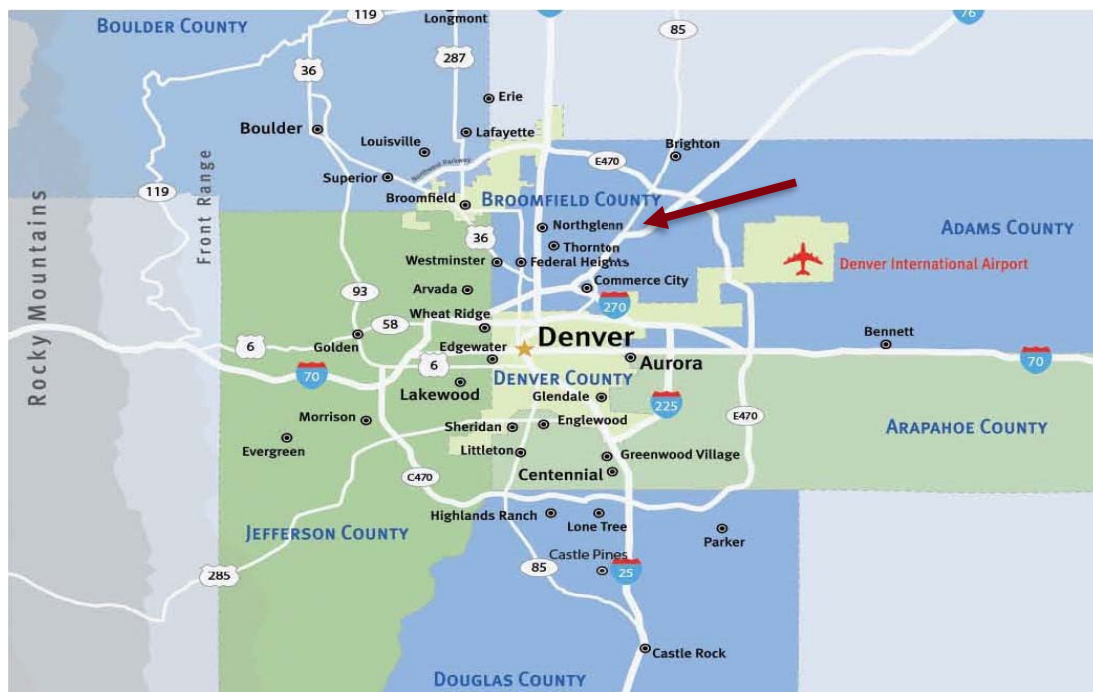 BOULDER COUNTY
119
Longmont
76
85
287
36
Erie
Boulder
Lafayette
Louisville
Brighton
Northwest Parkway
E470
Superior
119
Front Range
Rocky Mountains
Broomfield
BROOMFIELD COUNTY
Northglenn
ADAMS COUNTY
36
Thornton
Westminster
Federal Heights
Denver International Airport
Commerce City
93
Arvada
270
58
Wheat Ridge
Denver
Bennett
6
Golden
Edgewater
Aurora
70
6
70
DENVER COUNTY
Lakewood
Glendale
225
E470
Morrison
Sheridan
Englewood
ARAPAHOE COUNTY
Evergreen
Littleton
Greenwood Village
C470
Centennial
Highlands Ranch
Lone Tree
JEFFERSON COUNTY
Parker
Castle Pines
285
85
25
Castle Rock
DOUGLAS COUNTY